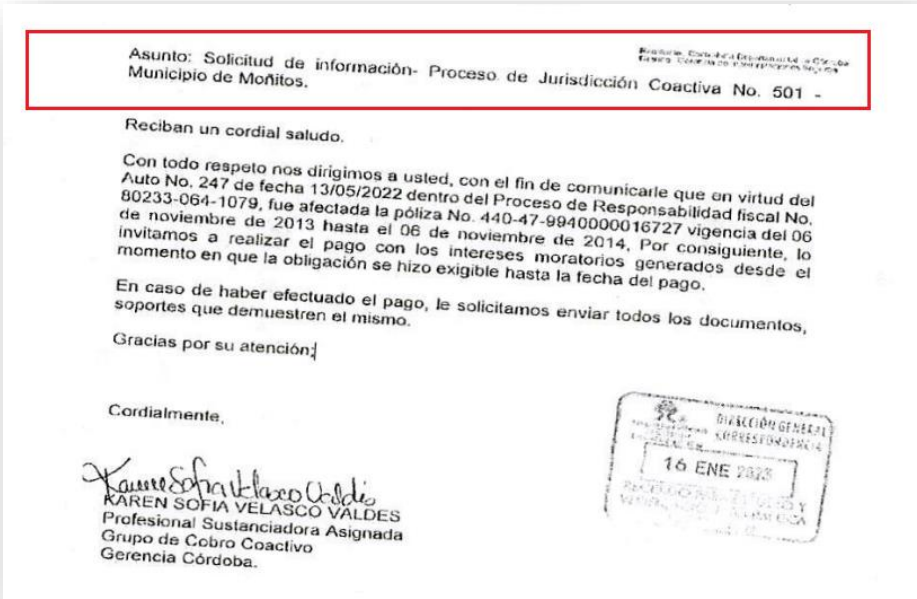 Asunto: Solicitud de información- Proceso de Jurisdicción Coactiva No. 501 -
Municipio de Moñitos.
Reciban un cordial saludo.
Con todo respeto nos dirigimos a usted, con el fin de comunicarle que en virtud del
Auto No. 247 de fecha 13/05/2022 dentro del Proceso de Responsabilidad fiscal No.
80233-064-1079, fue afectada la póliza No. 440-47-9940000016727 vigencia del 06
de noviembre de 2013 hasta el 06 de noviembre de 2014, Por consiguiente, lo
invitamos a realizar el pago con los intereses moratorios generados desde el
momento en que la obligación se hizo exigible hasta la fecha del pago.
En caso de haber efectuado el pago, le solicitamos enviar todos los documentos,
soportes que demuestren el mismo.
Gracias por su atención;
Cordialmente,
Karen Sofia Velasco Valdés
KAREN SOFIA VELASCO VALDES
Profesional Sustanciadora Asignada
Grupo de Cobro Coactivo
Gerencia Córdoba.
DIRECCIÓN GENERAL
CORRESPONDENCIA
16 ENE 2023